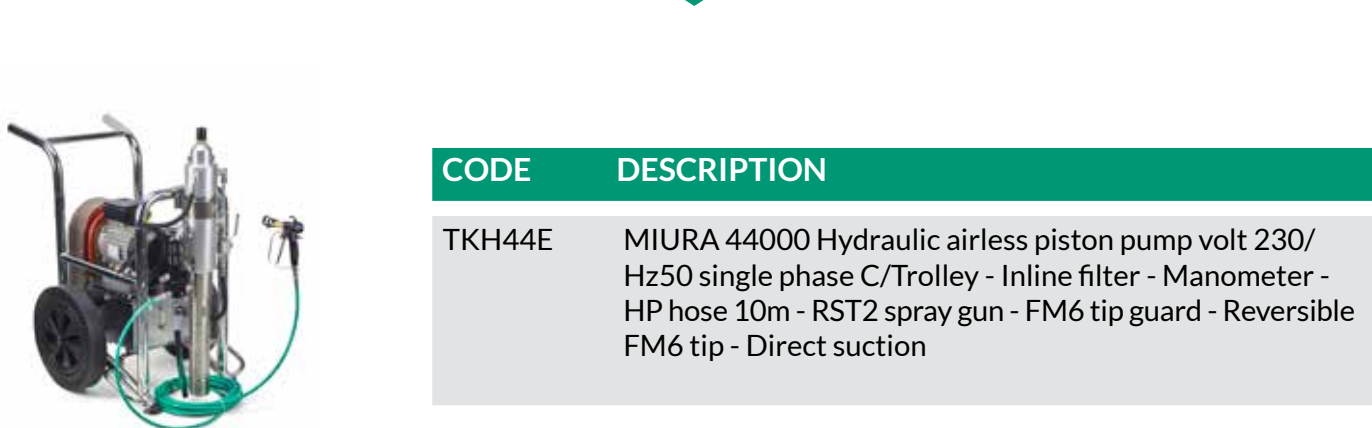 CODE DESCRIPTION
TKH44E MIURA 44000 Hydraulic airless piston pump volt 230/
Hz50 single phase C/Trolley - Inline filter - Manometer -
HP hose 10m - RST2 spray gun - FM6 tip guard - Reversible
FM6 tip - Direct suction